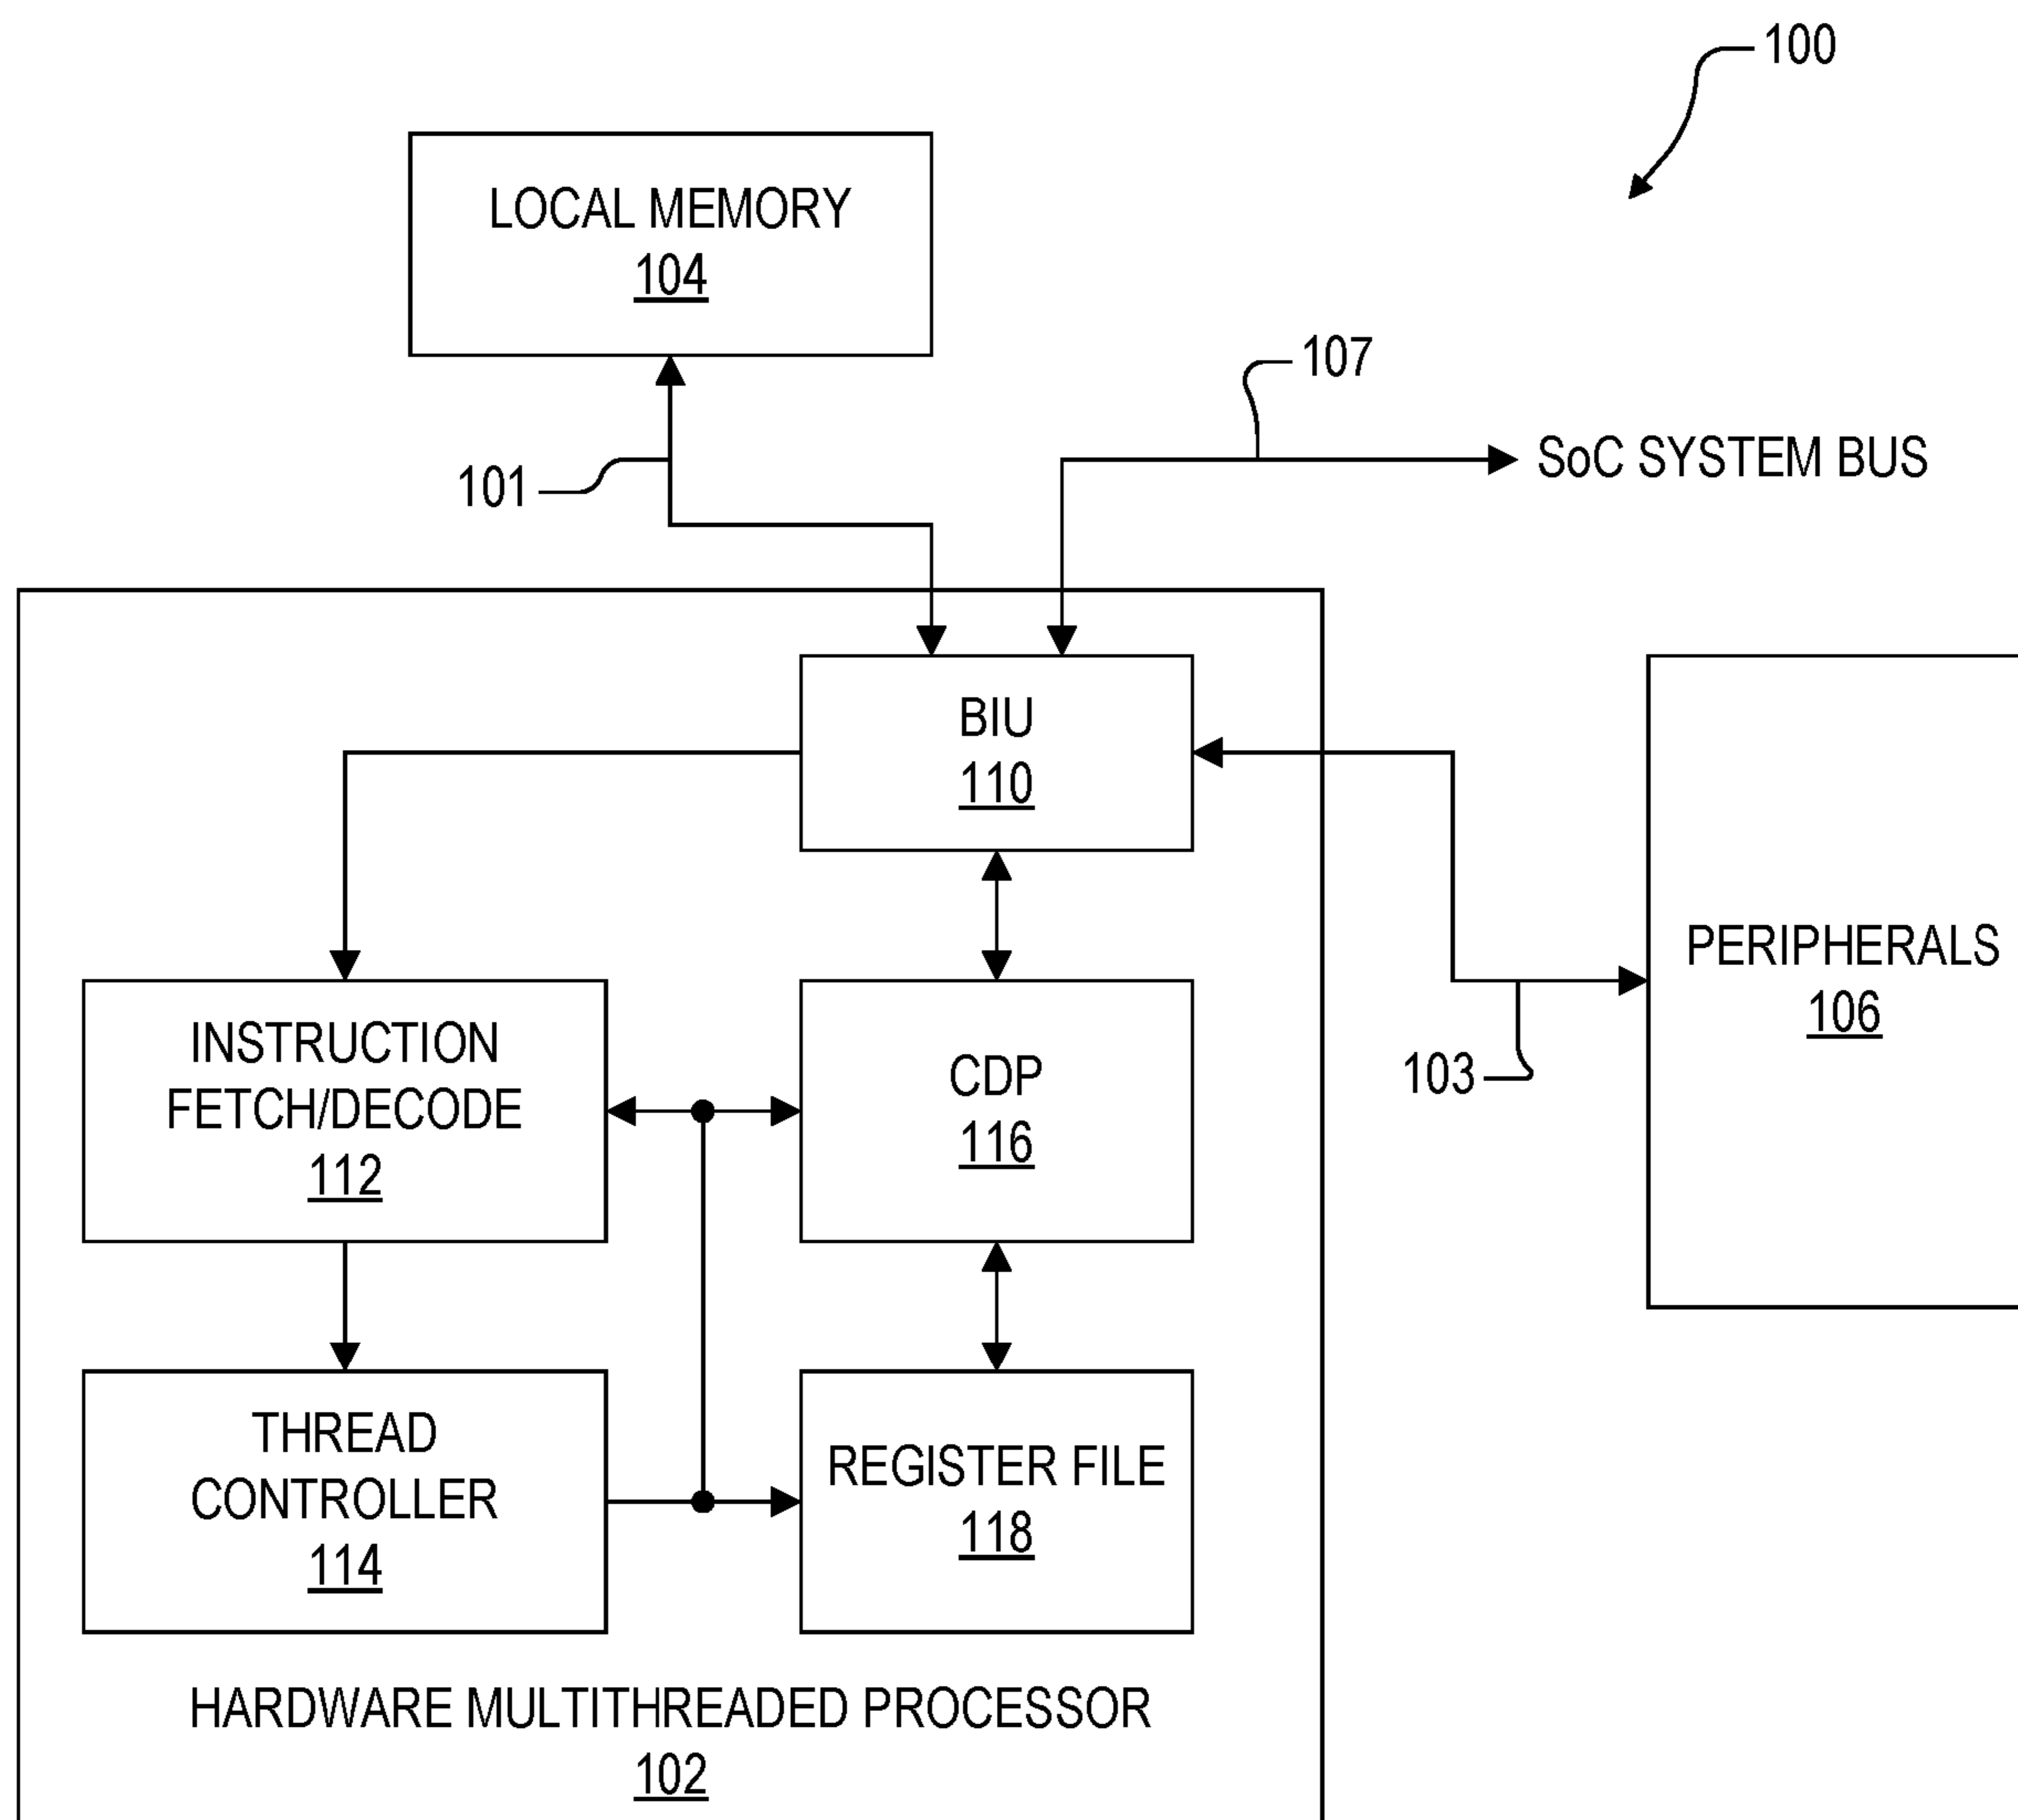 100
LOCAL MEMORY
104
107
101
SoC SYSTEM BUS
BIU
110
PERIPHERALS
106
INSTRUCTION
FETCH/DECODE
112
CDP
116
103
THREAD
CONTROLLER
114
REGISTER FILE
118
HARDWARE MULTITHREADED PROCESSOR
102